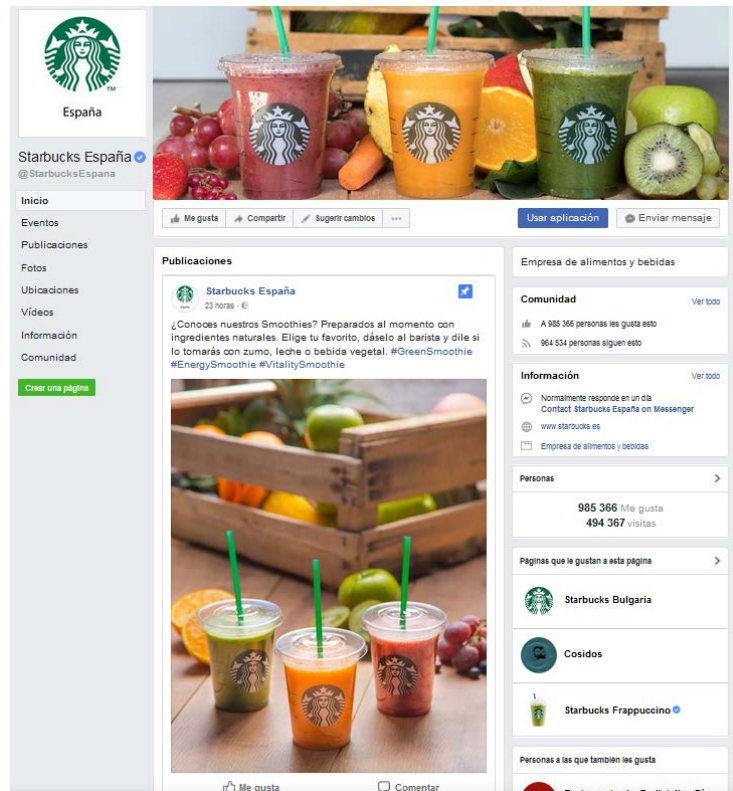 España
Starbucks España
@StarbucksEspana
Inicio
Eventos
Publicaciones
Fotos
Ubicaciones
Vídeos
Información
Comunidad
Crear una página
Me gusta
Compartir
Sugerir cambios
Usar aplicación
Enviar mensaje
Publicaciones
Starbucks España
23 horas
¿Conoces nuestros Smoothies? Preparados al momento con
ingredientes naturales. Elige tu favorito, dáselo al barista y dile si
lo tomarás con zumo, leche o bebida vegetal. #GreenSmoothie
#EnergySmoothie #VitalitySmoothie
Me gusta
Comentar
Empresa de alimentos y bebidas
Comunidad
Ver todo
A 985 366 personas les gusta esto
964 534 personas siguen esto
Información
Ver todo
Normalmente responde en un día
Contact Starbucks España on Messenger
www.starbucks.es
Empresa de alimentos y bebidas
Personas
985 366 Me gusta
494 367 visitas
Páginas que le gustan a esta página
Starbucks Bulgaria
Cosidos
Starbucks Frappuccino
Personas a las que también les gusta